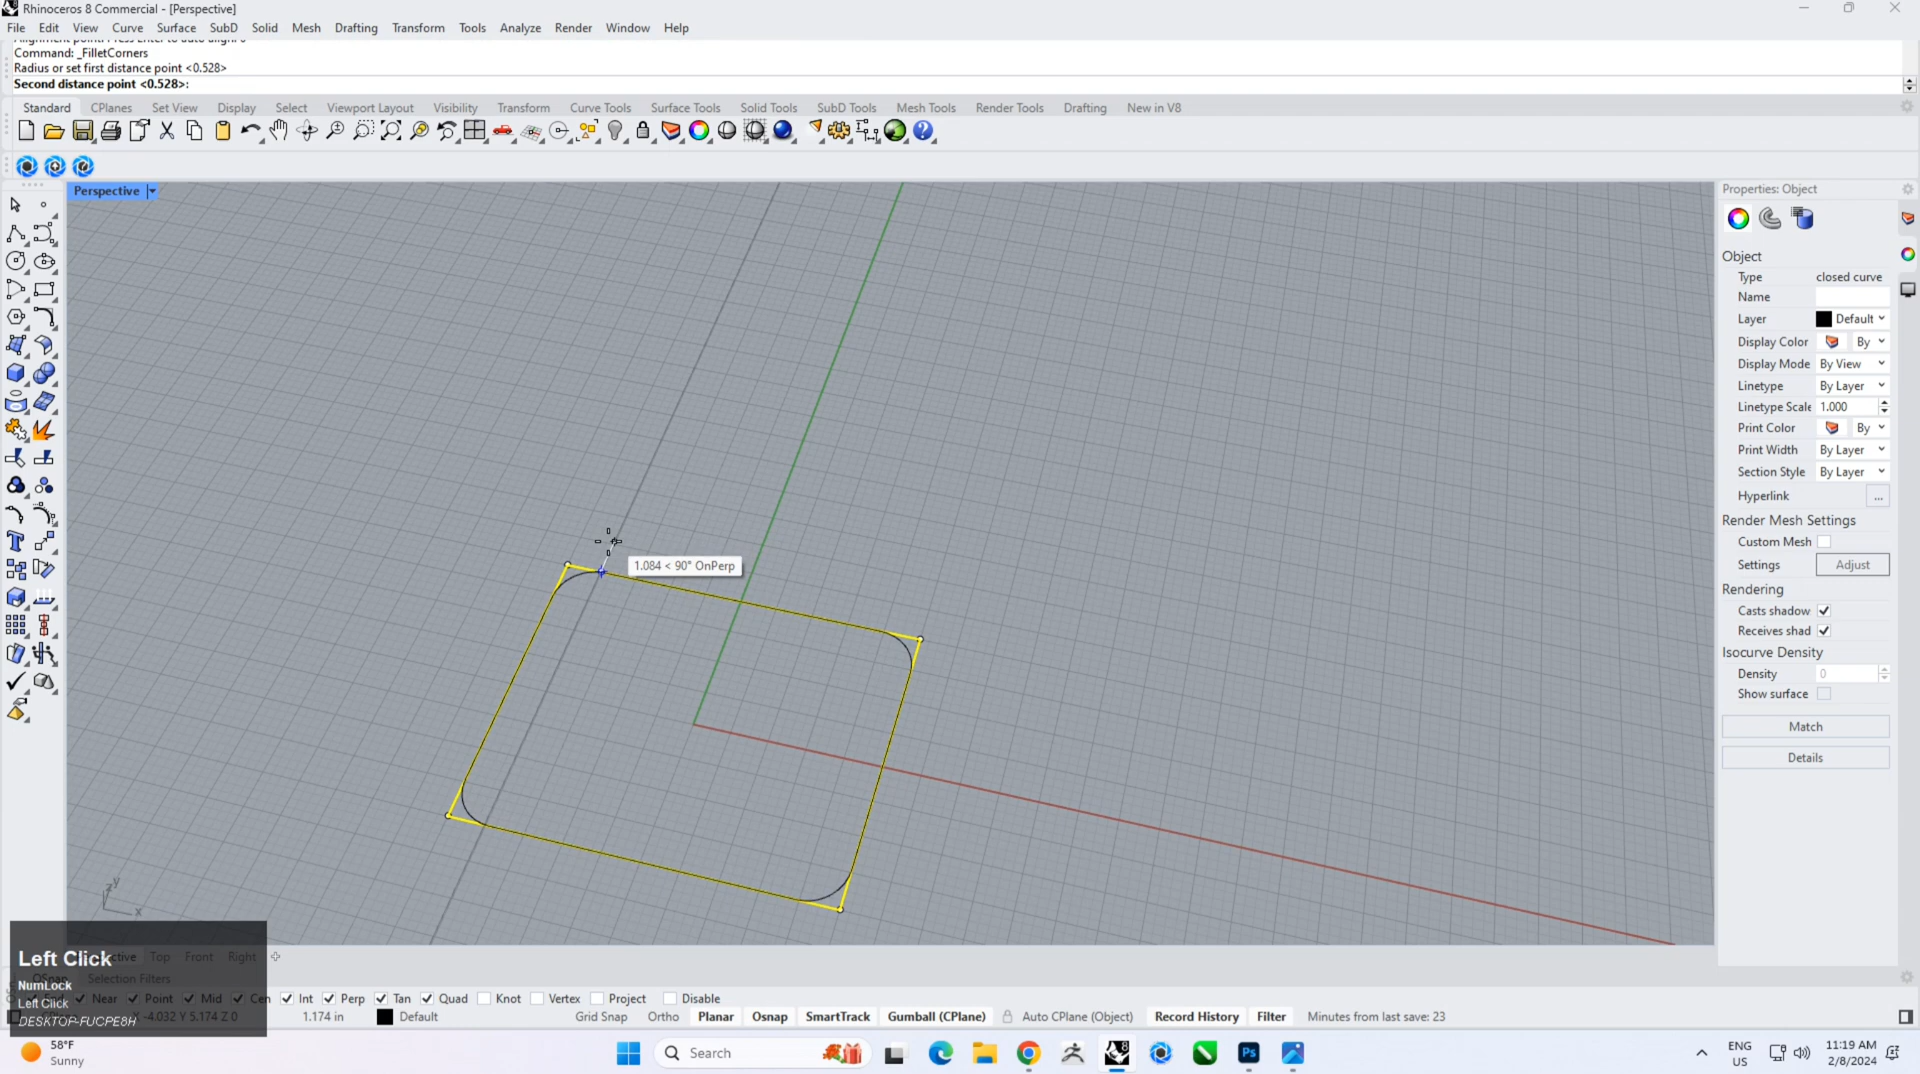 Rhinoceros 8 Commercial - [Perspective]
File Edit View Curve Surface SubD Solid Mesh Drafting Transform Tools Analyze Render Window Help
Command: _FilletCorners
Radius or set first distance point <0.528>
Second distance point <0.528>:
Standard CPlanes Set View Display Select Viewport Layout Visibility Transform Curve Tools Surface Tools Solid Tools SubD Tools Mesh Tools Render Tools Drafting New in V8
Perspective
Properties: Object
Object
Type closed curve
Name
Layer Default
Display Color By
Display Mode By View
Linetype By Layer
Linetype Scale 1.000
Print Color By
Print Width By Layer
Section Style By Layer
Hyperlink ...
Render Mesh Settings
Custom Mesh
Settings Adjust
Rendering
Casts shadow
Receives shad
Isocurve Density
Density 0
Show surface
Match
Details
1.084 < 90° OnPerp
y
z
x
Left Click
NumLock
Left Click
DESKTOP-FUCPE8H
ctive Top Front Right
Selection Filters
Near Point Mid Cen Int Perp Tan Quad Knot Vertex Project Disable
X -4.032 Y 5.174 Z 0 1.174 in Default Grid Snap Ortho Planar Osnap SmartTrack Gumball (CPlane) Auto CPlane (Object) Record History Filter Minutes from last save: 23
58°F
Sunny
Search
8
Ps
ENG
US
11:19 AM
2/8/2024